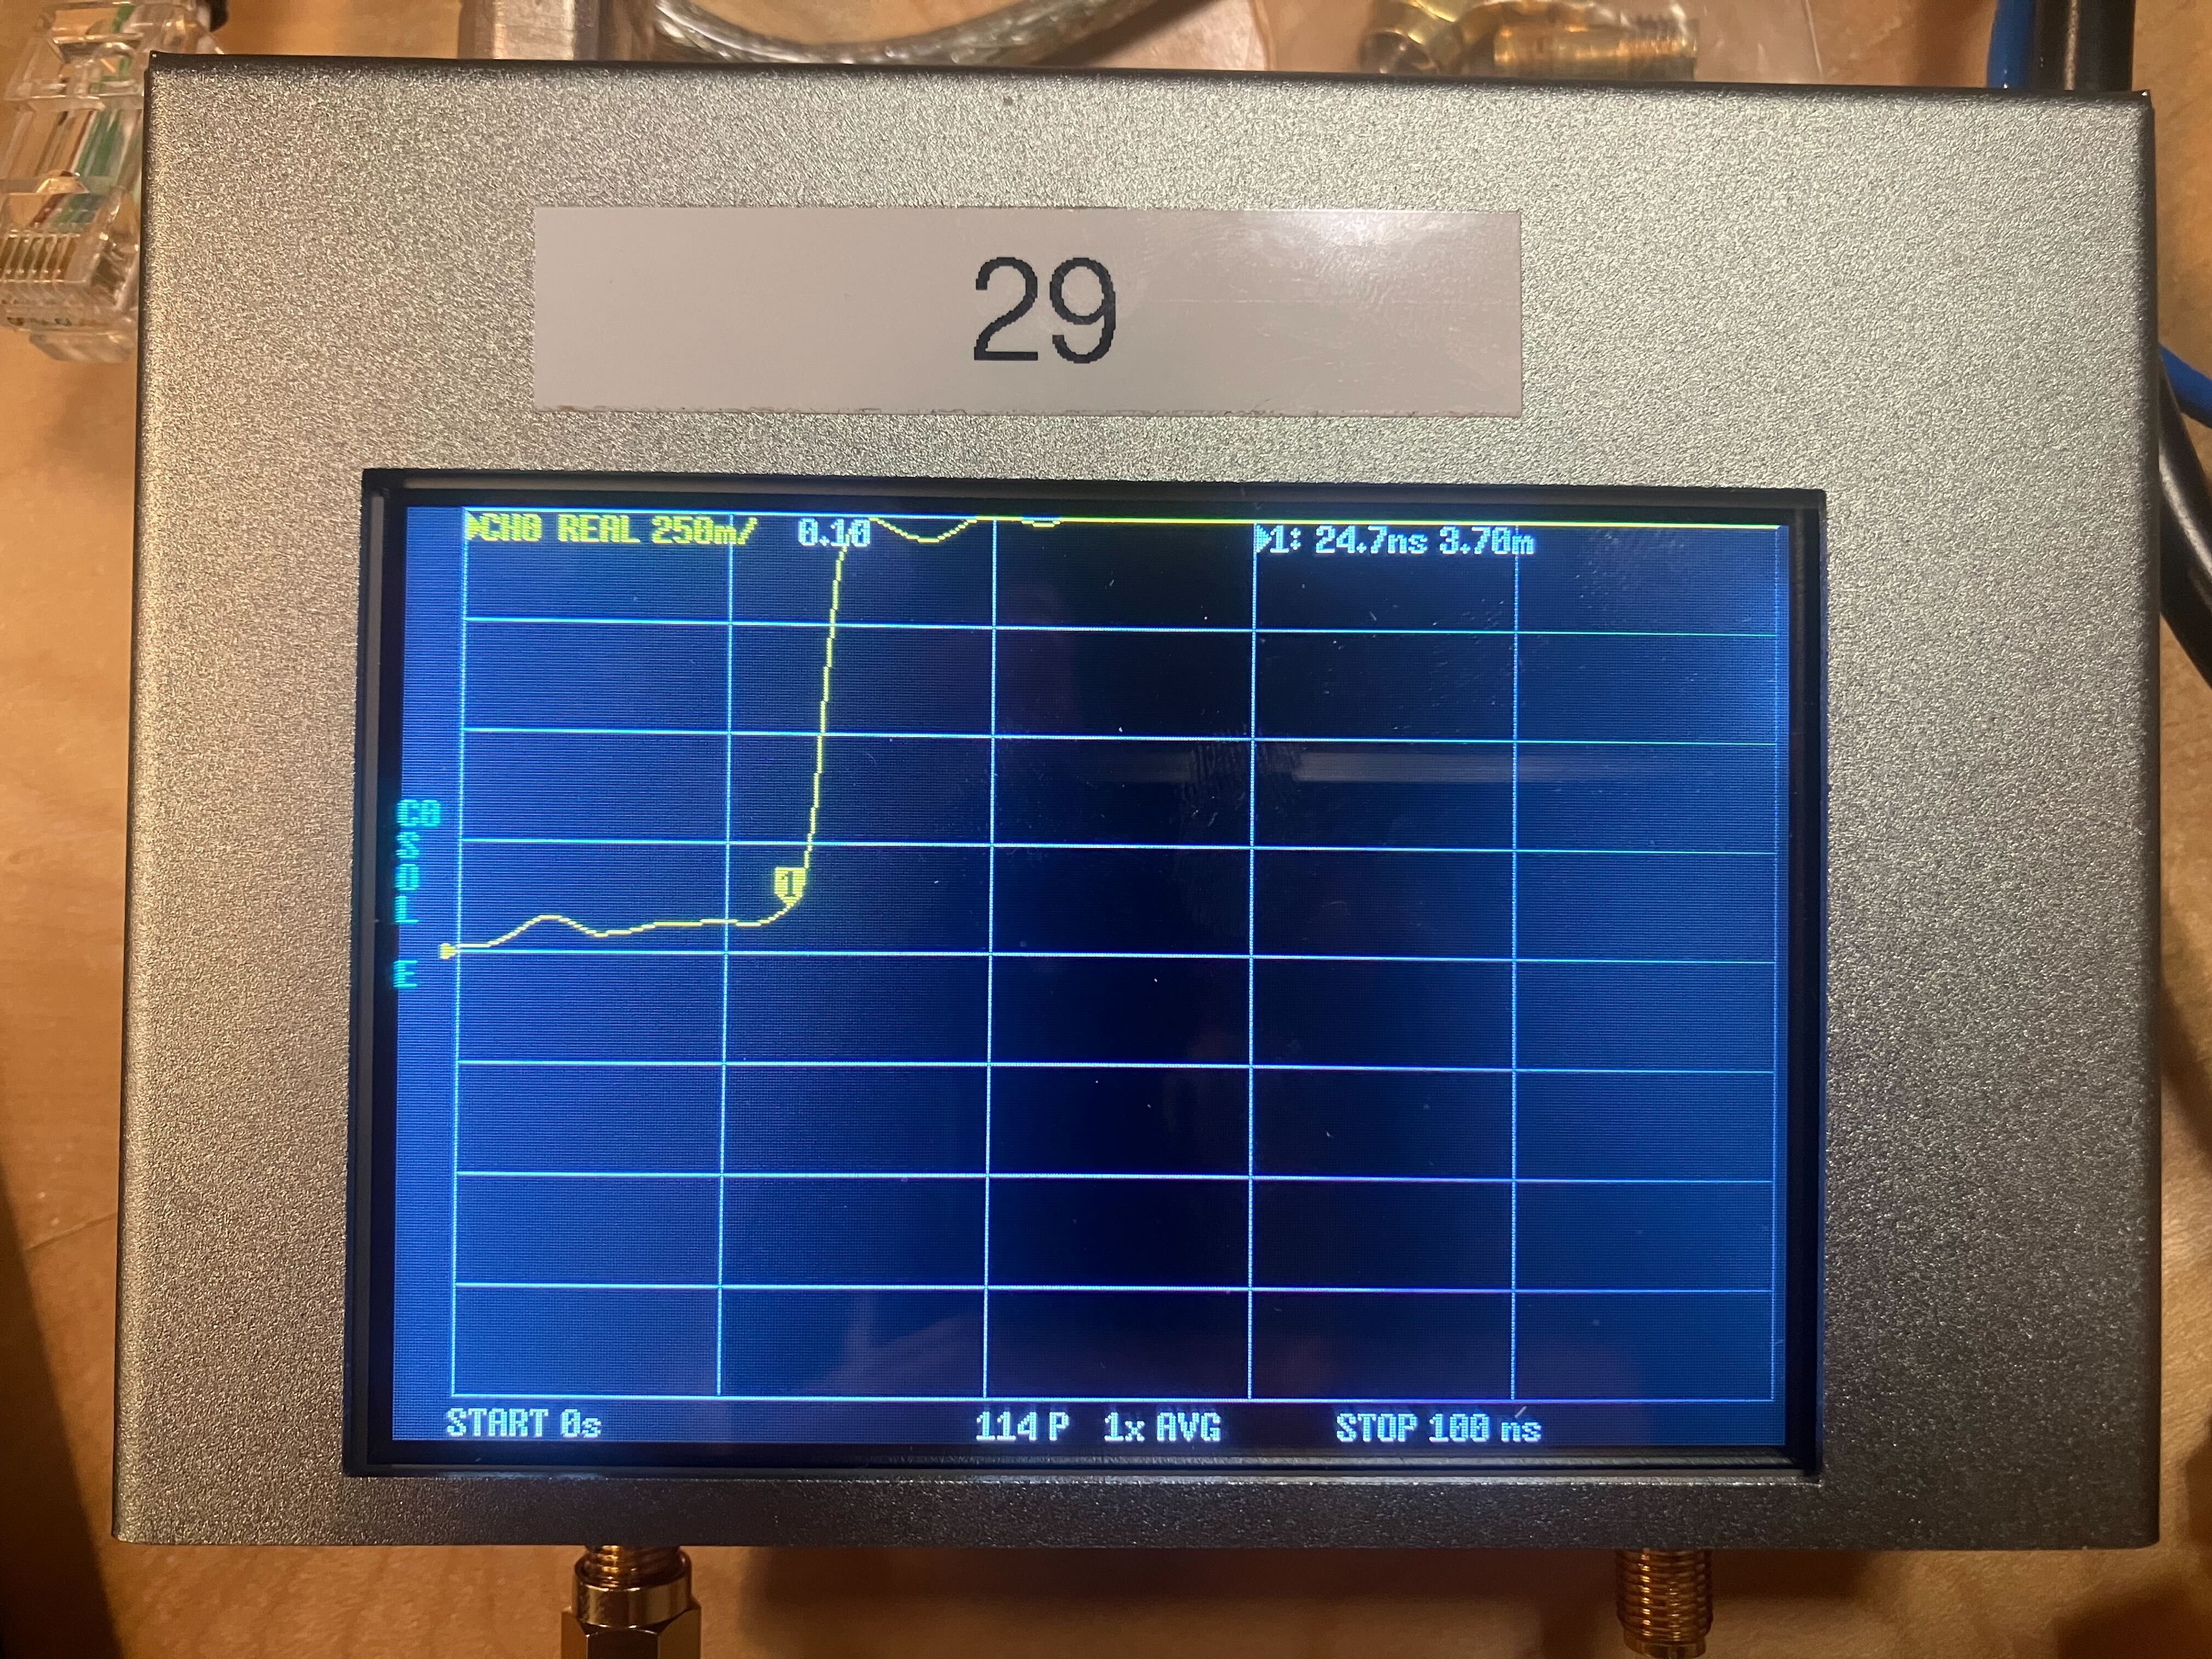 29
CH0 REAL 250m/ 0.10
1: 24.7ns 3.70m
1
C0
S
O
L
E
START 0s 114 P 1x AVG STOP 100 ns